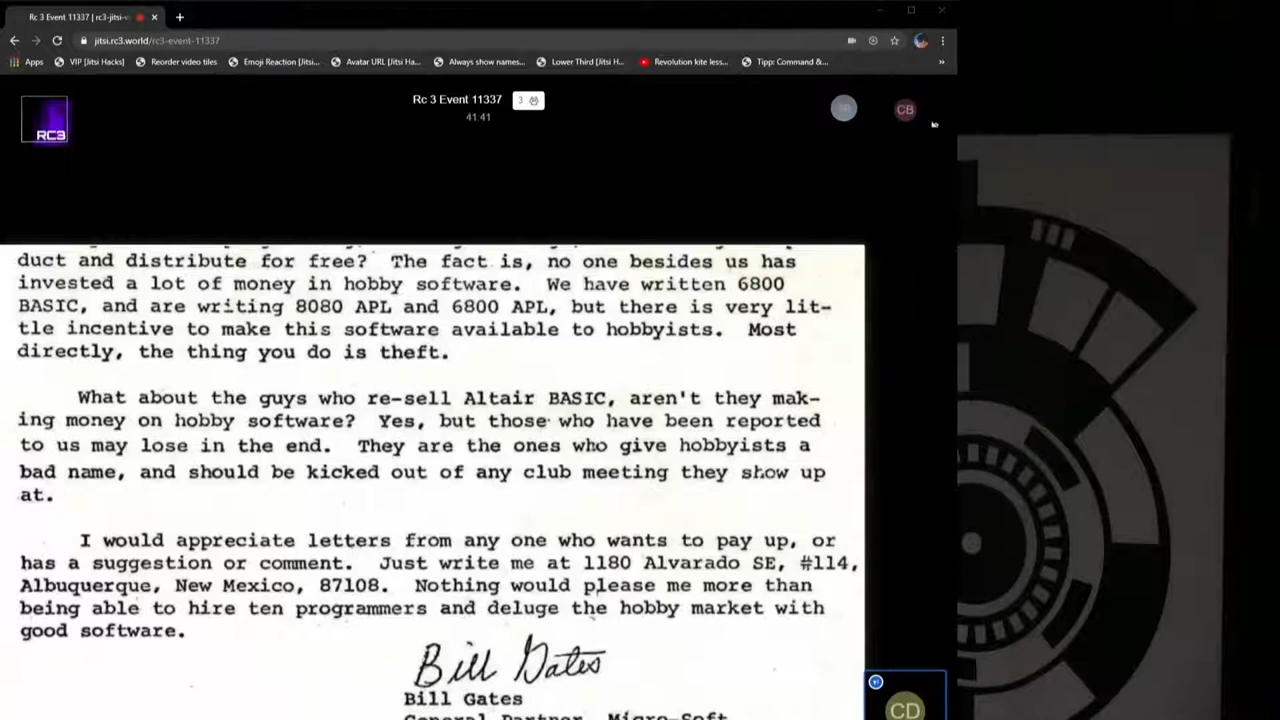 Rc 3 Event 11337 | rc3-jitsi-v
jitsi.rc3.world/rc3-event-11337
Apps VIP [Jitsi Hacks] Reorder video tiles Emoji Reaction [Jitsi... Avatar URL [Jitsi Ha... Always show names... Lower Third [Jitsi H... Revolution kite less... Tipp: Command &... »
RC3
Rc 3 Event 11337 3
41:41
CB
duct and distribute for free? The fact is, no one besides us has
invested a lot of money in hobby software. We have written 6800
BASIC, and are writing 8080 APL and 6800 APL, but there is very lit-
tle incentive to make this software available to hobbyists. Most
directly, the thing you do is theft.
What about the guys who re-sell Altair BASIC, aren't they mak-
ing money on hobby software? Yes, but those who have been reported
to us may lose in the end. They are the ones who give hobbyists a
bad name, and should be kicked out of any club meeting they show up
at.
I would appreciate letters from any one who wants to pay up, or
has a suggestion or comment. Just write me at 1180 Alvarado SE, #114,
Albuquerque, New Mexico, 87108. Nothing would please me more than
being able to hire ten programmers and deluge the hobby market with
good software.
Bill Gates
Bill Gates
General Partner, Micro-Soft
CD